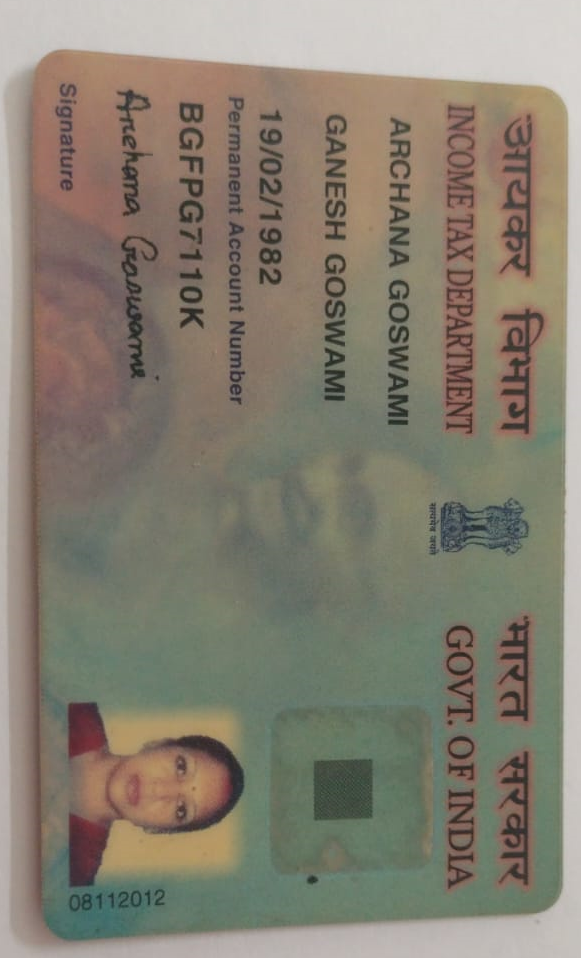 आयकर विभाग
INCOME TAX DEPARTMENT
सत्यमेव जयते
भारत सरकार
GOVT. OF INDIA
ARCHANA GOSWAMI
GANESH GOSWAMI
19/02/1982
Permanent Account Number
BGFPG7110K
Archana Goswami
Signature
08112012